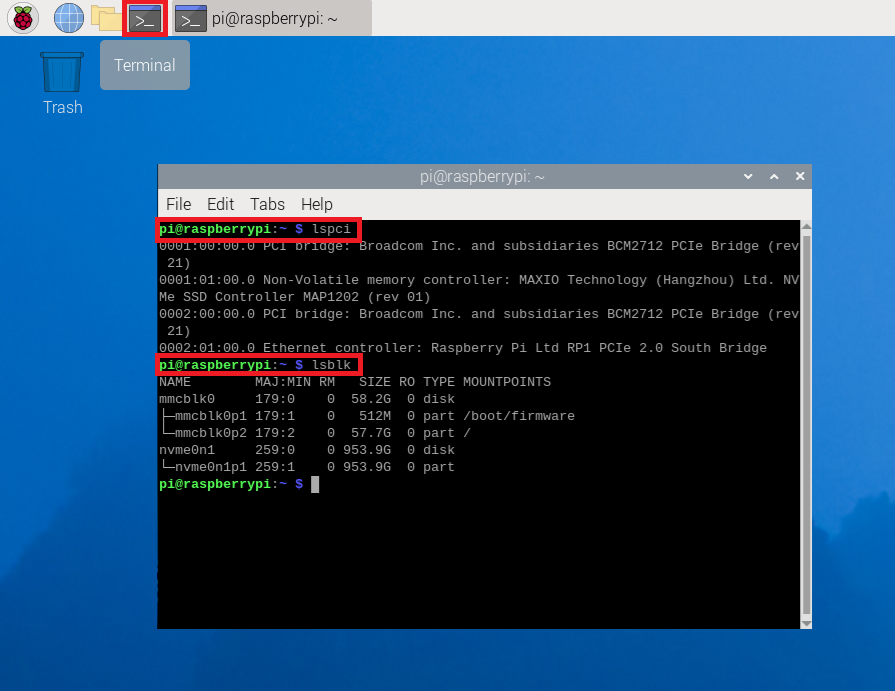 pi@raspberrypi: ~
Terminal
Trash
pi@raspberrypi: ~
File Edit Tabs Help
pi@raspberrypi:~ $ lspci
0001:00:00.0 PCI bridge: Broadcom Inc. and subsidiaries BCM2712 PCIe Bridge (rev
21)
0001:01:00.0 Non-Volatile memory controller: MAXIO Technology (Hangzhou) Ltd. NV
Me SSD Controller MAP1202 (rev 01)
0002:00:00.0 PCI bridge: Broadcom Inc. and subsidiaries BCM2712 PCIe Bridge (rev
21)
0002:01:00.0 Ethernet controller: Raspberry Pi Ltd RP1 PCIe 2.0 South Bridge
pi@raspberrypi:~ $ lsblk
NAME        MAJ:MIN RM   SIZE RO TYPE MOUNTPOINTS
mmcblk0     179:0    0  58.2G  0 disk
├─mmcblk0p1 179:1    0   512M  0 part /boot/firmware
└─mmcblk0p2 179:2    0  57.7G  0 part /
nvme0n1     259:0    0 953.9G  0 disk
└─nvme0n1p1 259:1    0 953.9G  0 part
pi@raspberrypi:~ $